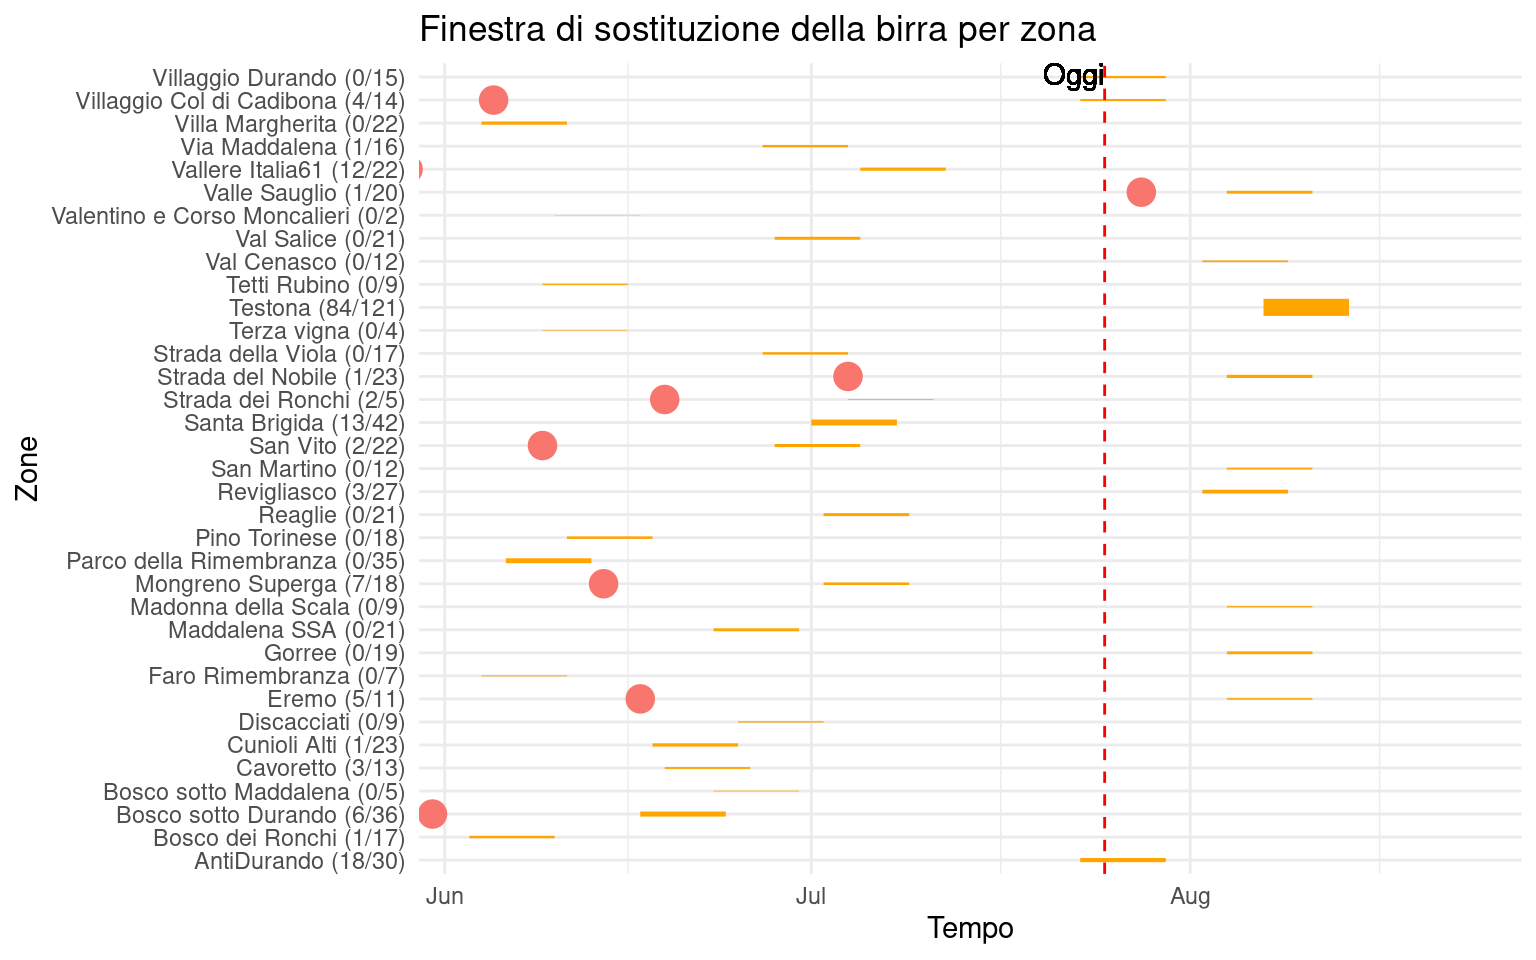 Finestra di sostituzione della birra per zona
Oggi
Villaggio Durando (0/15)
Villaggio Col di Cadibona (4/14)
Villa Margherita (0/22)
Via Maddalena (1/16)
Vallere Italia61 (12/22)
Valle Sauglio (1/20)
Valentino e Corso Moncalieri (0/2)
Val Salice (0/21)
Val Cenasco (0/12)
Tetti Rubino (0/9)
Testona (84/121)
Terza vigna (0/4)
Strada della Viola (0/17)
Strada del Nobile (1/23)
Strada dei Ronchi (2/5)
Santa Brigida (13/42)
San Vito (2/22)
San Martino (0/12)
Revigliasco (3/27)
Reaglie (0/21)
Pino Torinese (0/18)
Parco della Rimembranza (0/35)
Mongreno Superga (7/18)
Madonna della Scala (0/9)
Maddalena SSA (0/21)
Gorree (0/19)
Faro Rimembranza (0/7)
Eremo (5/11)
Discacciati (0/9)
Cunioli Alti (1/23)
Cavoretto (3/13)
Bosco sotto Maddalena (0/5)
Bosco sotto Durando (6/36)
Bosco dei Ronchi (1/17)
AntiDurando (18/30)
Zone
Jun Jul Aug
Tempo